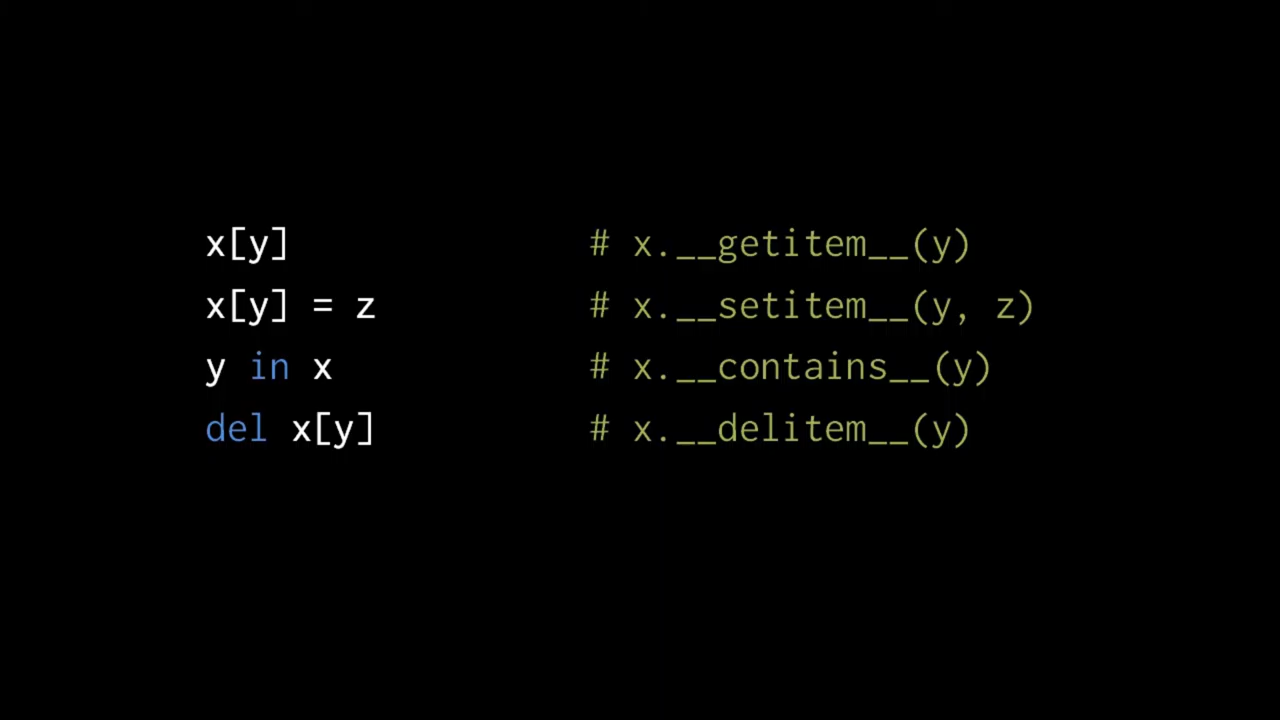 x[y] # x.__getitem__(y)
x[y] = z # x.__setitem__(y, z)
y in x # x.__contains__(y)
del x[y] # x.__delitem__(y)